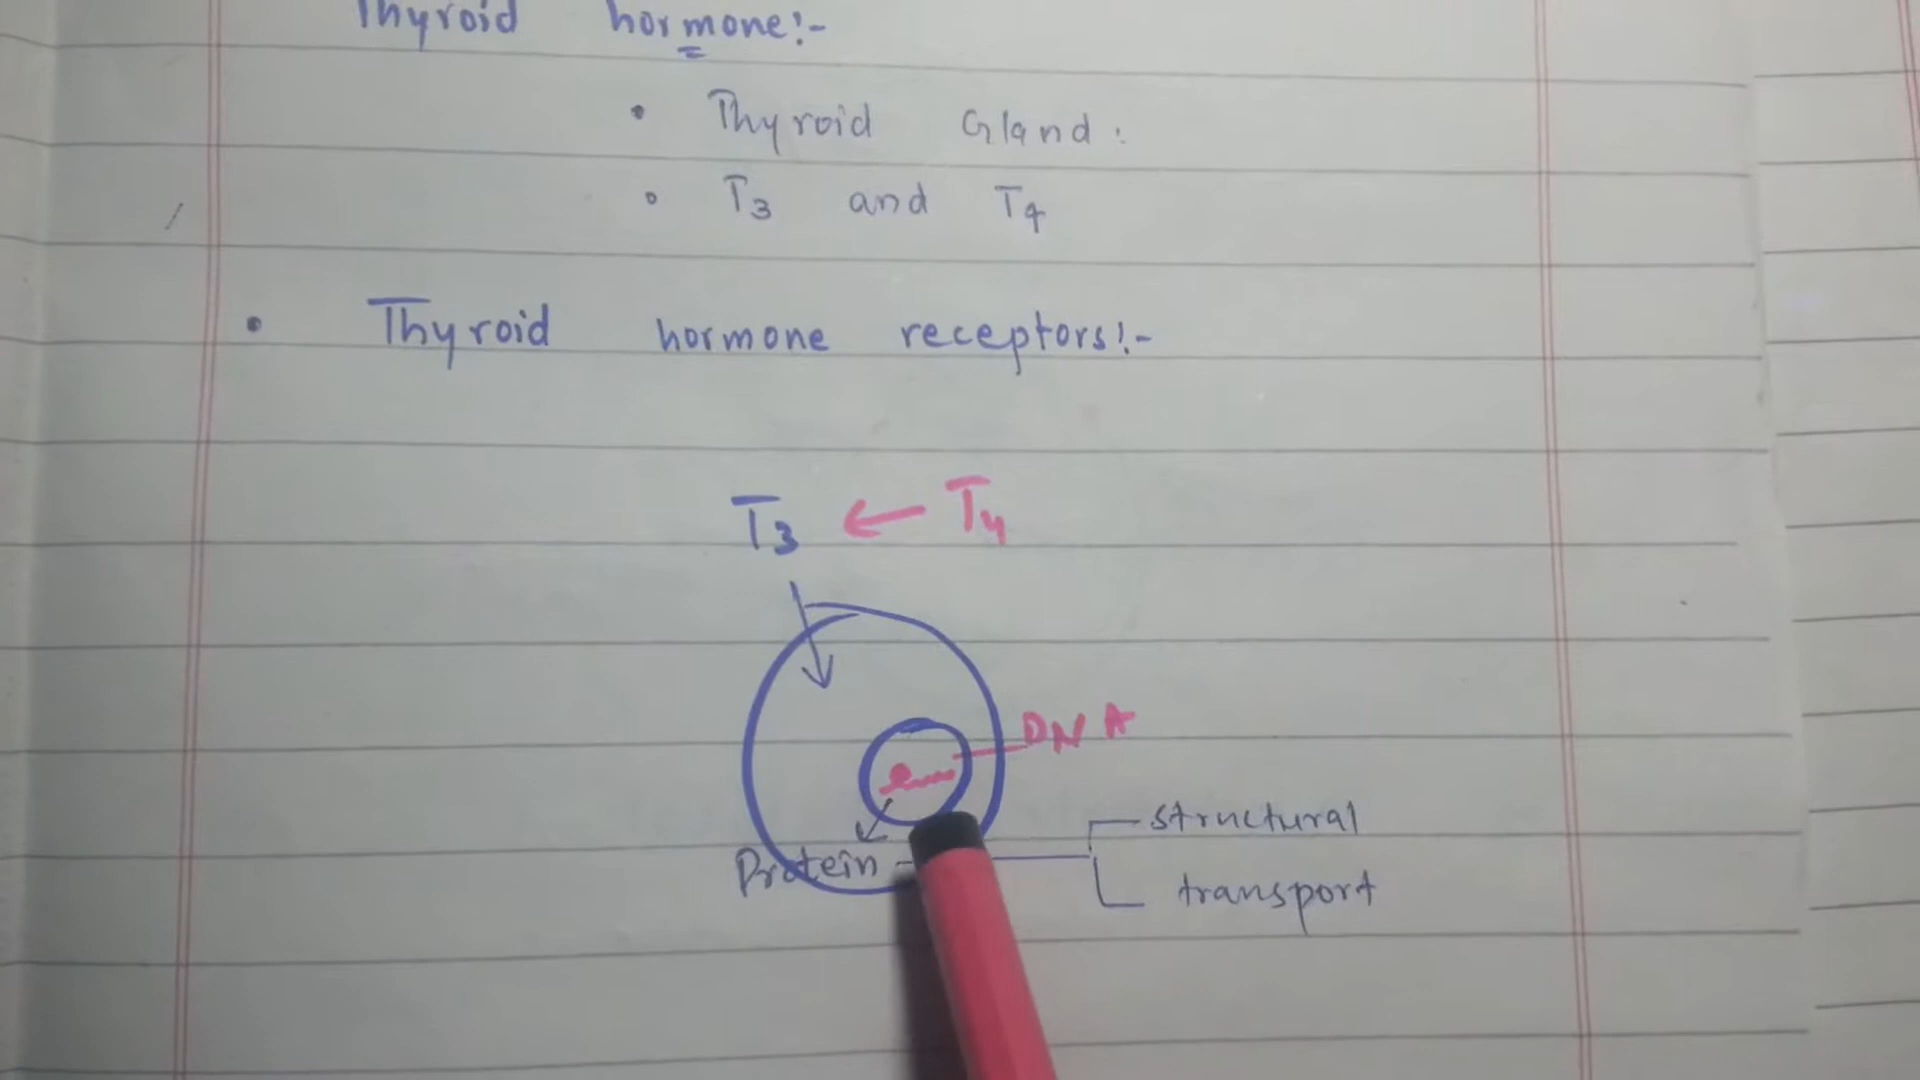 Thyroid hormone:-
• Thyroid Gland:
• T3 and T4
• Thyroid hormone receptors:-
T3 ← T4
DNA
structural
Protein
transport